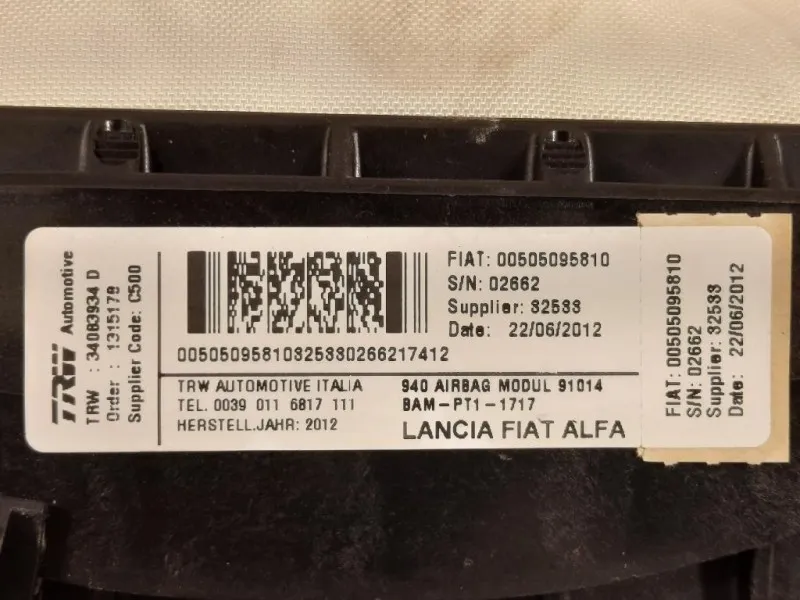 TRW Automotive
TRW : 34083934 D
Order : 1315178
Supplier Code: C500
FIAT: 00505095810
S/N: 02662
Supplier: 32533
Date: 22/06/2012
00505095810325330266217412
TRW AUTOMOTIVE ITALIA
TEL. 0039 011 6817 111
HERSTELL.JAHR: 2012
940 AIRBAG MODUL 91014
BAM-PT1-1717
LANCIA FIAT ALFA
FIAT: 00505095810
S/N: 02662
Supplier: 32533
Date: 22/06/2012